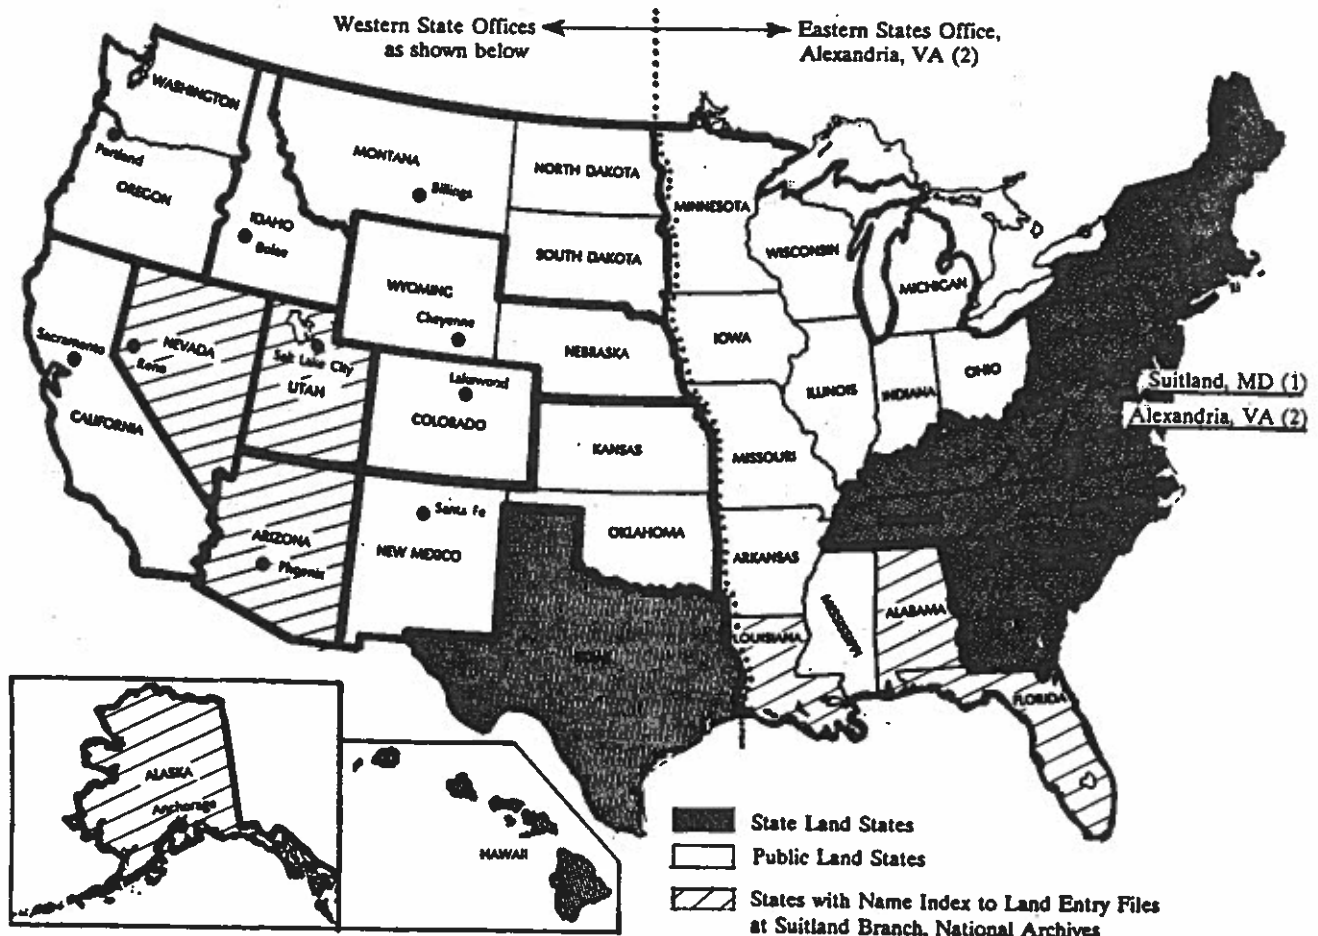 Western State Offices
as shown below
Eastern States Office,
Alexandria, VA (2)
WASHINGTON
Portland
OREGON
IDAHO
Boise
MONTANA
Billings
NORTH DAKOTA
SOUTH DAKOTA
MINNESOTA
WISCONSIN
MICHIGAN
WYOMING
Cheyenne
NEBRASKA
IOWA
ILLINOIS
INDIANA
OHIO
Suitland, MD (1)
Alexandria, VA (2)
Sacramento
CALIFORNIA
NEVADA
Reno
Salt Lake City
UTAH
Lakewood
COLORADO
KANSAS
MISSOURI
ARIZONA
Phoenix
Santa Fe
NEW MEXICO
OKLAHOMA
ARKANSAS
LOUISIANA
MISSISSIPPI
ALABAMA
FLORIDA
ALASKA
Anchorage
HAWAII
State Land States
Public Land States
States with Name Index to Land Entry Files
at Suitland Branch, National Archives